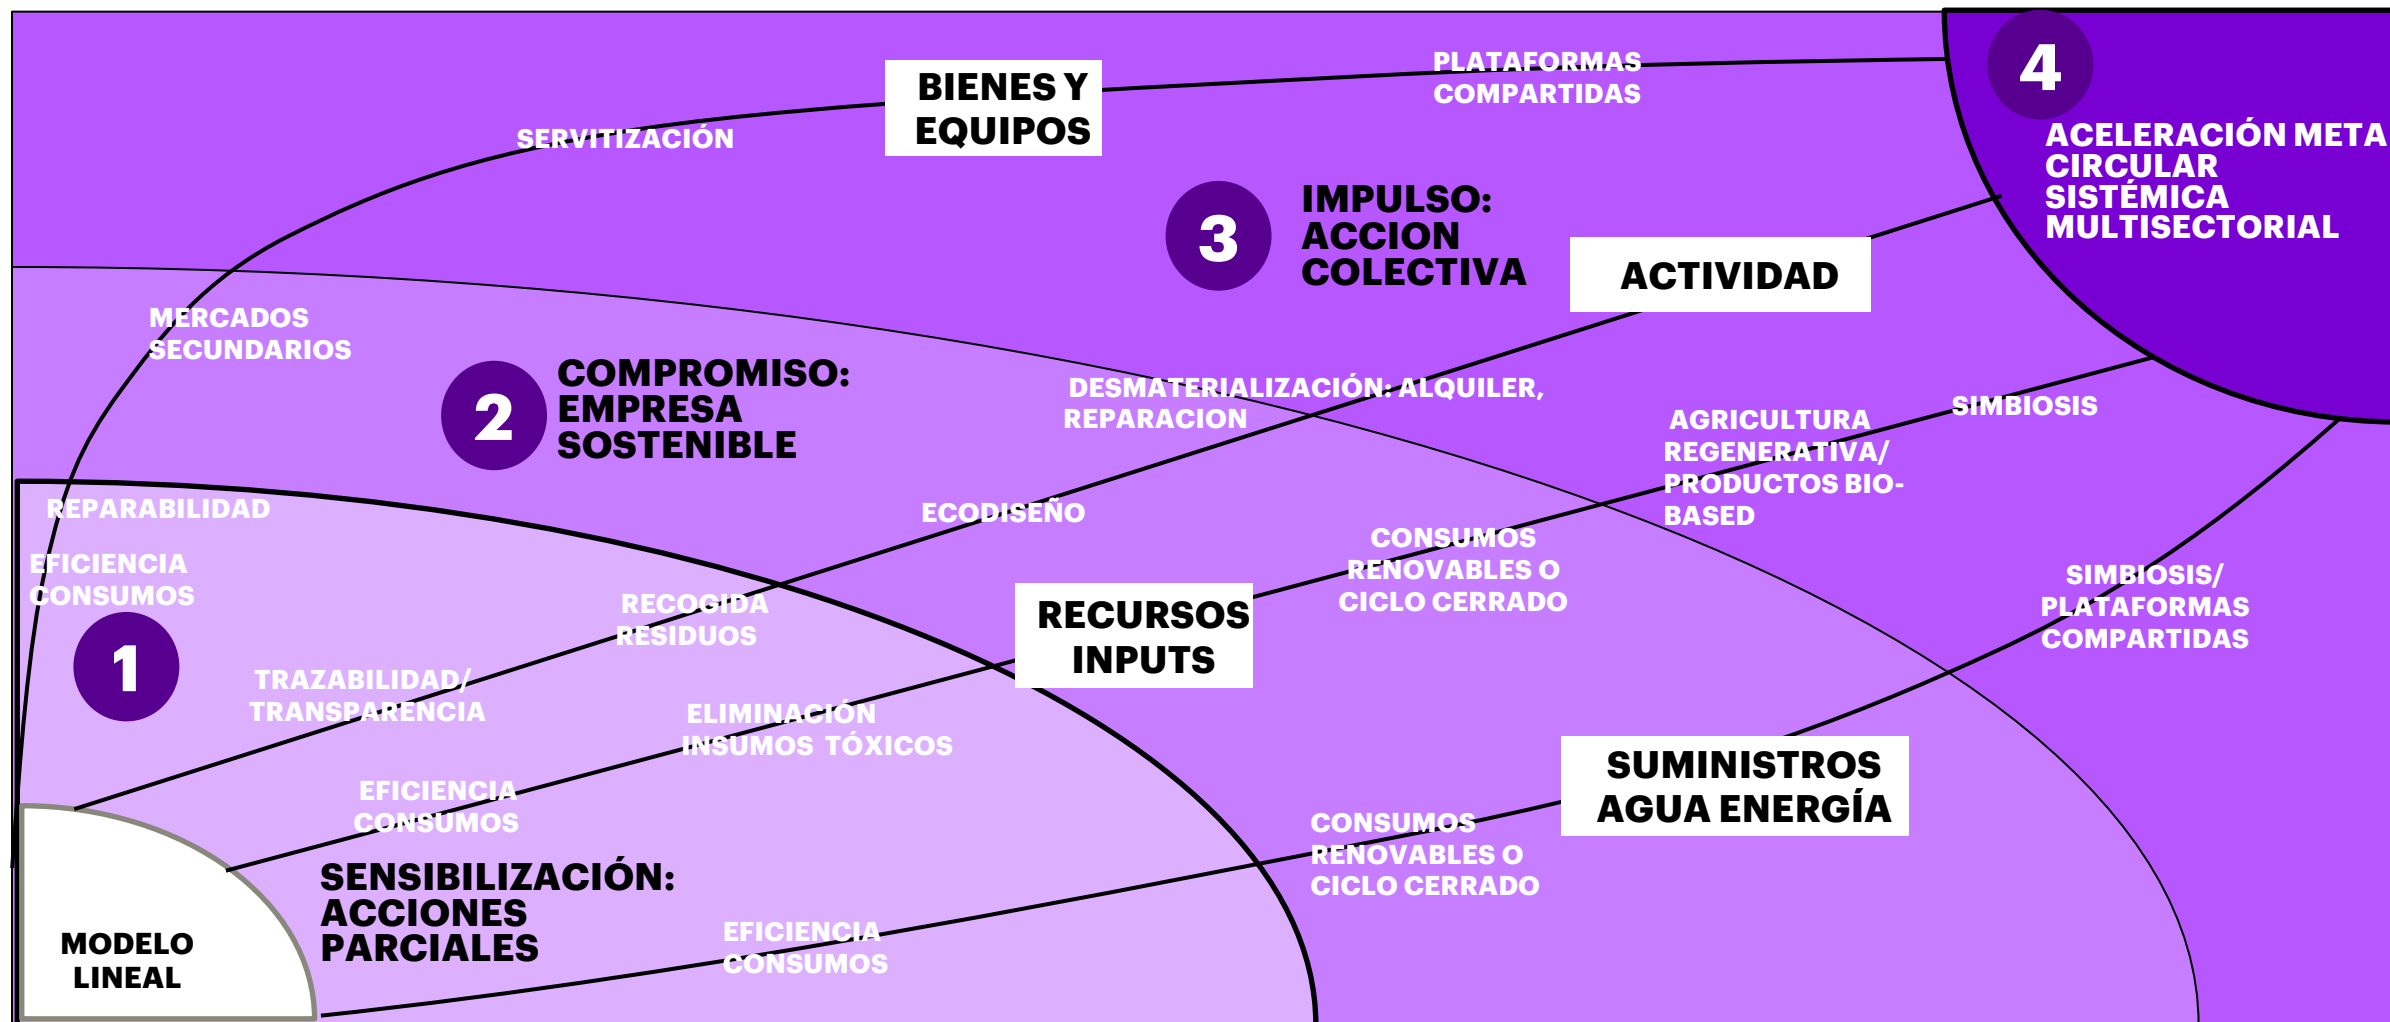 BIENES Y
EQUIPOS
PLATAFORMAS
COMPARTIDAS
SERVITIZACIÓN
4
ACELERACIÓN META
CIRCULAR
SISTÉMICA
MULTISECTORIAL
3
IMPULSO:
ACCION
COLECTIVA
ACTIVIDAD
MERCADOS
SECUNDARIOS
2
COMPROMISO:
EMPRESA
SOSTENIBLE
DESMATERIALIZACIÓN: ALQUILER,
REPARACION
SIMBIOSIS
AGRICULTURA
REGENERATIVA/
PRODUCTOS BIO-
BASED
REPARABILIDAD
ECODISEÑO
CONSUMOS
RENOVABLES O
CICLO CERRADO
EFICIENCIA
CONSUMOS
1
RECOGIDA
RESIDUOS
RECURSOS
INPUTS
SIMBIOSIS/
PLATAFORMAS
COMPARTIDAS
TRAZABILIDAD/
TRANSPARENCIA
ELIMINACIÓN
INSUMOS TÓXICOS
SUMINISTROS
AGUA ENERGÍA
EFICIENCIA
CONSUMOS
CONSUMOS
RENOVABLES O
CICLO CERRADO
SENSIBILIZACIÓN:
ACCIONES
PARCIALES
EFICIENCIA
CONSUMOS
MODELO
LINEAL